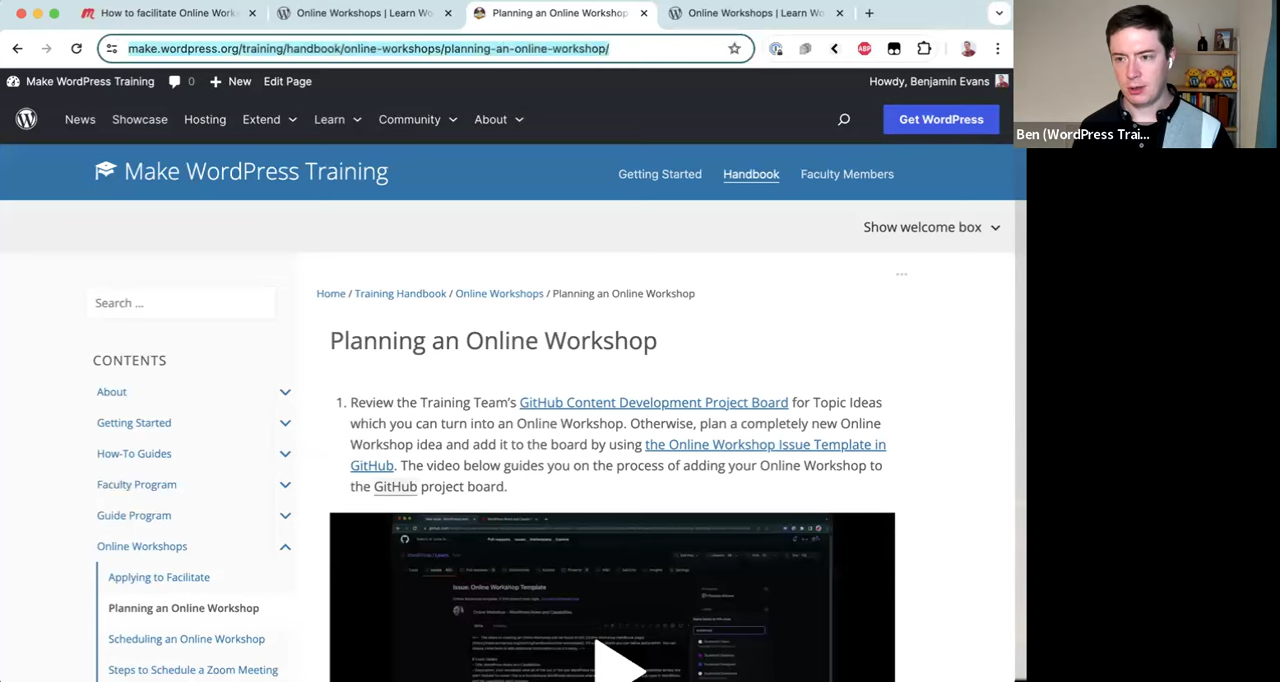 How to facilitate Online Work
Online Workshops | Learn Wo
Planning an Online Workshop
Online Workshops | Learn Wo
make.wordpress.org/training/handbook/online-workshops/planning-an-online-workshop/
ABP
Make WordPress Training 0 New Edit Page Howdy, Benjamin Evans
News Showcase Hosting Extend Learn Community About Get WordPress
Ben (WordPress Trai...
Make WordPress Training Getting Started Handbook Faculty Members
Show welcome box
Search ...
Home / Training Handbook / Online Workshops / Planning an Online Workshop
CONTENTS
About
Getting Started
How-To Guides
Faculty Program
Guide Program
Online Workshops
Applying to Facilitate
Planning an Online Workshop
Scheduling an Online Workshop
Steps to Schedule a Zoom Meeting
Planning an Online Workshop
1. Review the Training Team's GitHub Content Development Project Board for Topic Ideas
which you can turn into an Online Workshop. Otherwise, plan a completely new Online
Workshop idea and add it to the board by using the Online Workshop Issue Template in
GitHub. The video below guides you on the process of adding your Online Workshop to
the GitHub project board.
Issue: Online Workshop Template